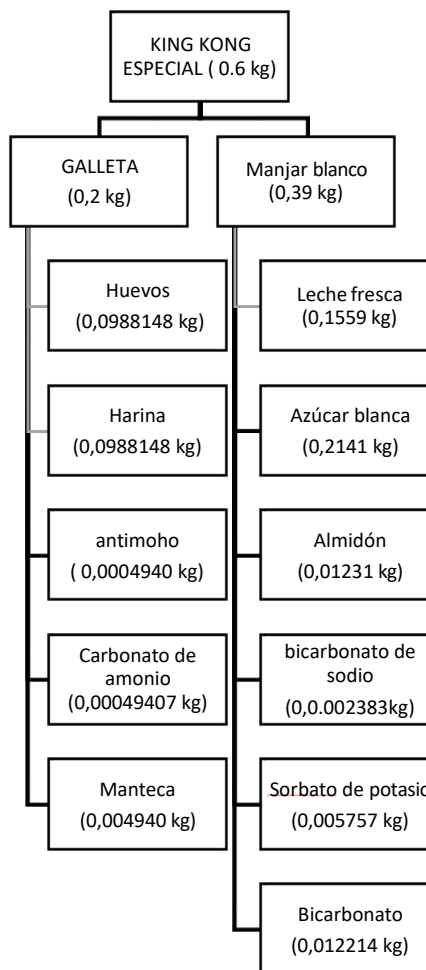 KING KONG
ESPECIAL ( 0.6 kg)
GALLETA
(0,2 kg)
Huevos
(0,0988148 kg)
Harina
(0,0988148 kg)
antimoho
( 0,0004940 kg)
Carbonato de
amonio
(0,00049407 kg)
Manteca
(0,004940 kg)
Manjar blanco
(0,39 kg)
Leche fresca
(0,1559 kg)
Azúcar blanca
(0,2141 kg)
Almidón
(0,01231 kg)
bicarbonato de
sodio
(0,0.002383kg)
Sorbato de potasio
(0,005757 kg)
Bicarbonato
(0,012214 kg)